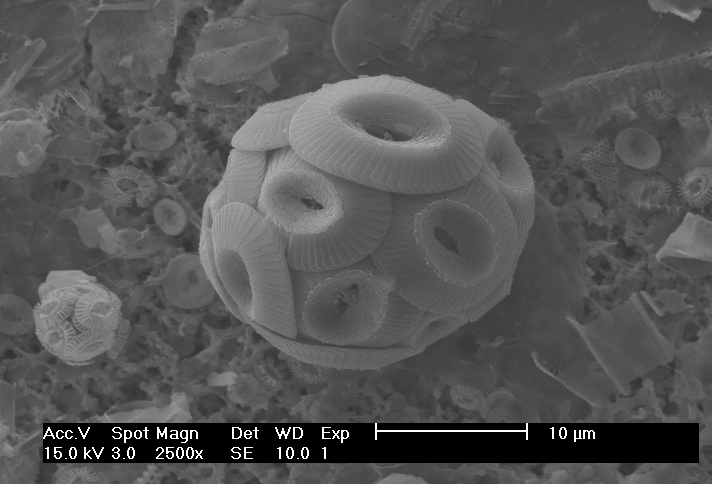 Acc.V Spot Magn Det WD Exp 10 µm
15.0 kV 3.0 2500x SE 10.0 1